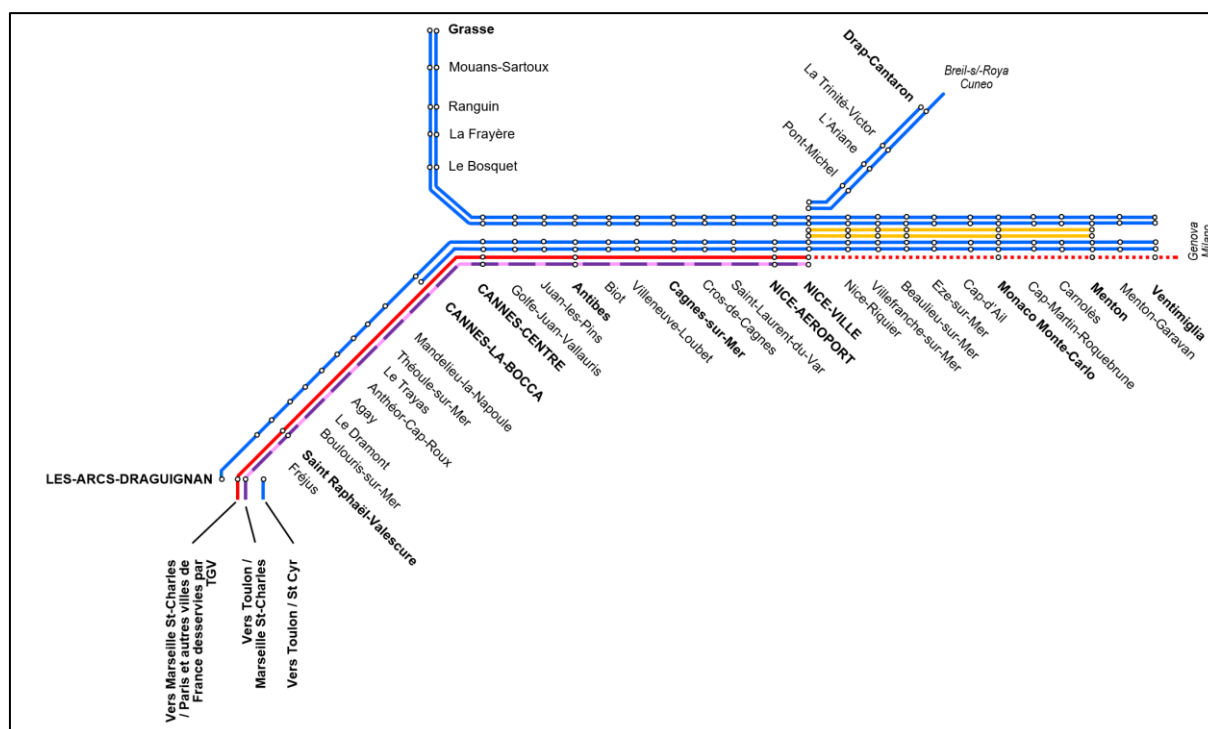 Grasse
Mouans-Sartoux
Ranguin
La Frayère
Le Bosquet
Drap-Cantaron
La Trinité-Victor
L'Ariane
Pont-Michel
Breil-s/-Roya
Cuneo
Genova
Milano
LES-ARCS-DRAGUIGNAN
Fréjus
Saint Raphaël-Valescure
Boulouris-sur-Mer
Le Dramont
Agay
Anthéor-Cap-Roux
Le Trayas
Théoule-sur-Mer
Mandelieu-la-Napoule
CANNES-LA-BOCCA
CANNES-CENTRE
Golfe-Juan-Vallauris
Juan-les-Pins
Antibes
Biot
Villeneuve-Loubet
Cagnes-sur-Mer
Cros-de-Cagnes
Saint-Laurent-du-Var
NICE-AEROPORT
NICE-VILLE
Nice-Riquier
Villefranche-sur-Mer
Beaulieu-sur-Mer
Eze-sur-Mer
Cap-d'Ail
Monaco Monte-Carlo
Cap-Martin-Roquebrune
Carnolès
Menton
Menton-Garavan
Ventimiglia
Vers Marseille St-Charles
/ Paris et autres villes de
France desservies par
TGV
Vers Toulon /
Marseille St-Charles
Vers Toulon / St Cyr